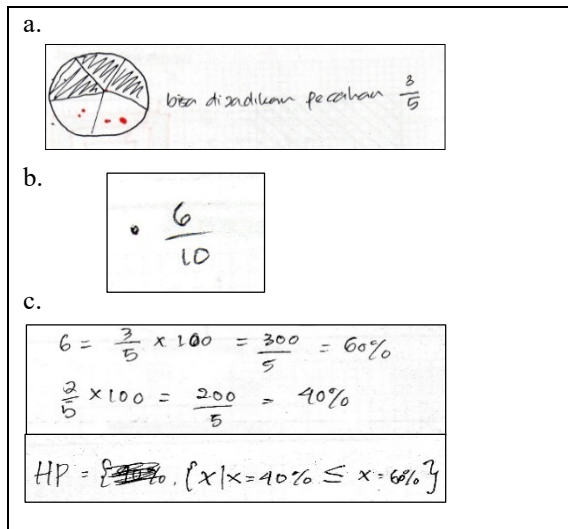 a.
bisa dijadikan pecahan 3/5
b.
• 6/10
c.
6 = 3/5 × 100 = 300/5 = 60%
2/5 × 100 = 200/5 = 40%
HP = { %. {x|x=40% ≤ x=60%}